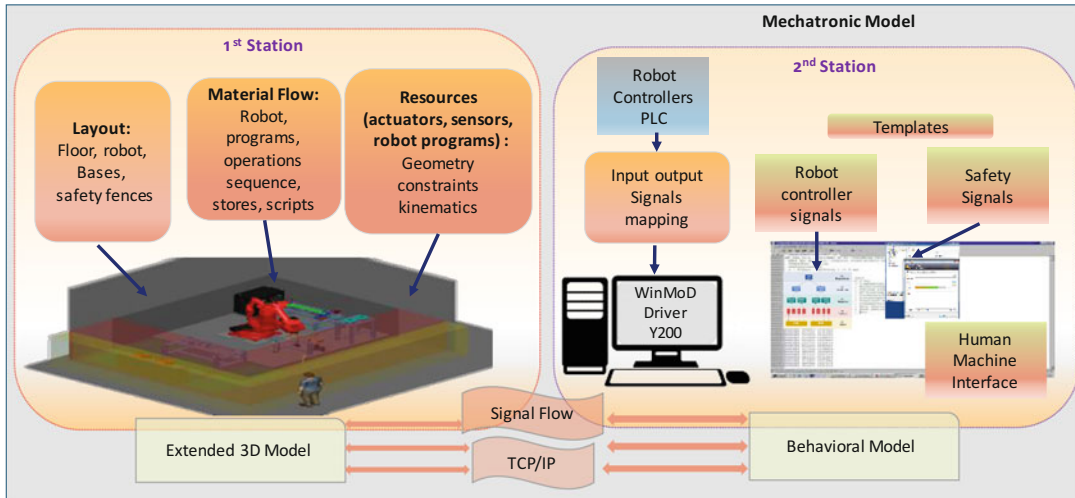 Mechatronic Model
1st Station
Layout:
Floor, robot,
Bases,
safety fences
Material Flow:
Robot,
programs,
operations
sequence,
stores, scripts
Resources
(actuators, sensors,
robot programs) :
Geometry
constraints
kinematics
2nd Station
Robot
Controllers
PLC
Input output
Signals
mapping
WinMoD
Driver
Y200
Templates
Robot
controller
signals
Safety
Signals
Human
Machine
Interface
Signal Flow
TCP/IP
Extended 3D Model
Behavioral Model